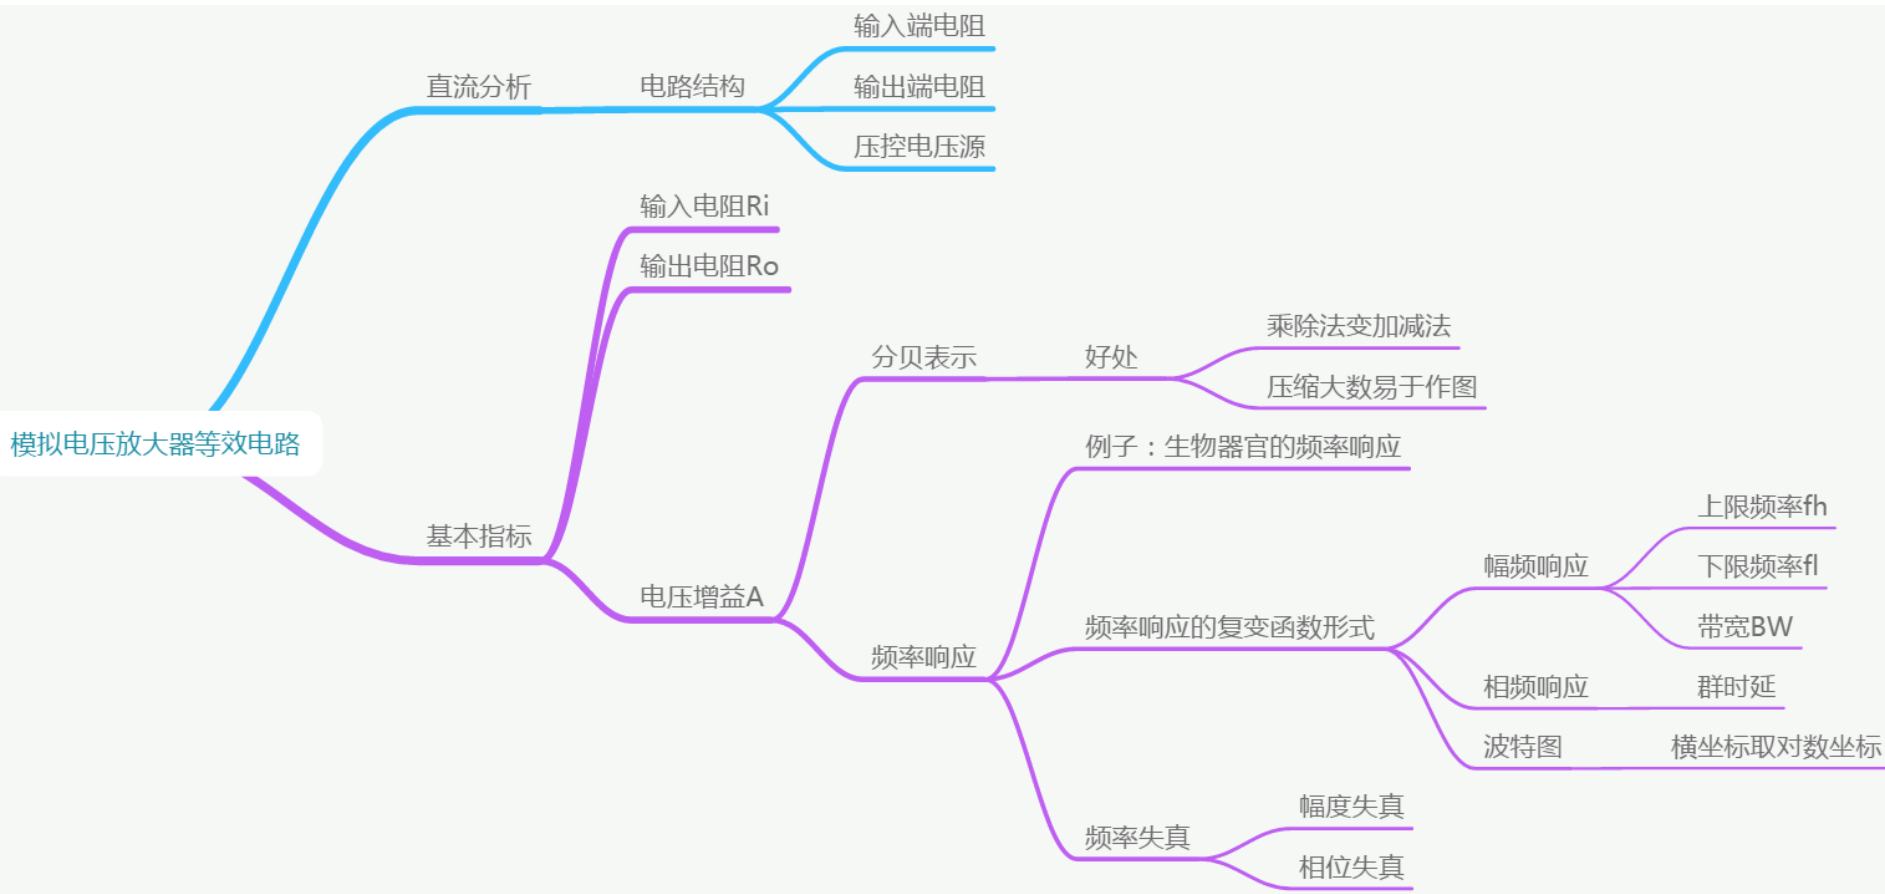 输入端电阻
直流分析
电路结构
输出端电阻
压控电压源
输入电阻Ri
输出电阻Ro
乘除法变加减法
分贝表示
好处
压缩大数易于作图
模拟电压放大器等效电路
例子：生物器官的频率响应
上限频率fh
基本指标
幅频响应
下限频率fl
电压增益A
频率响应的复变函数形式
带宽BW
频率响应
相频响应
群时延
波特图
横坐标取对数坐标
幅度失真
频率失真
相位失真